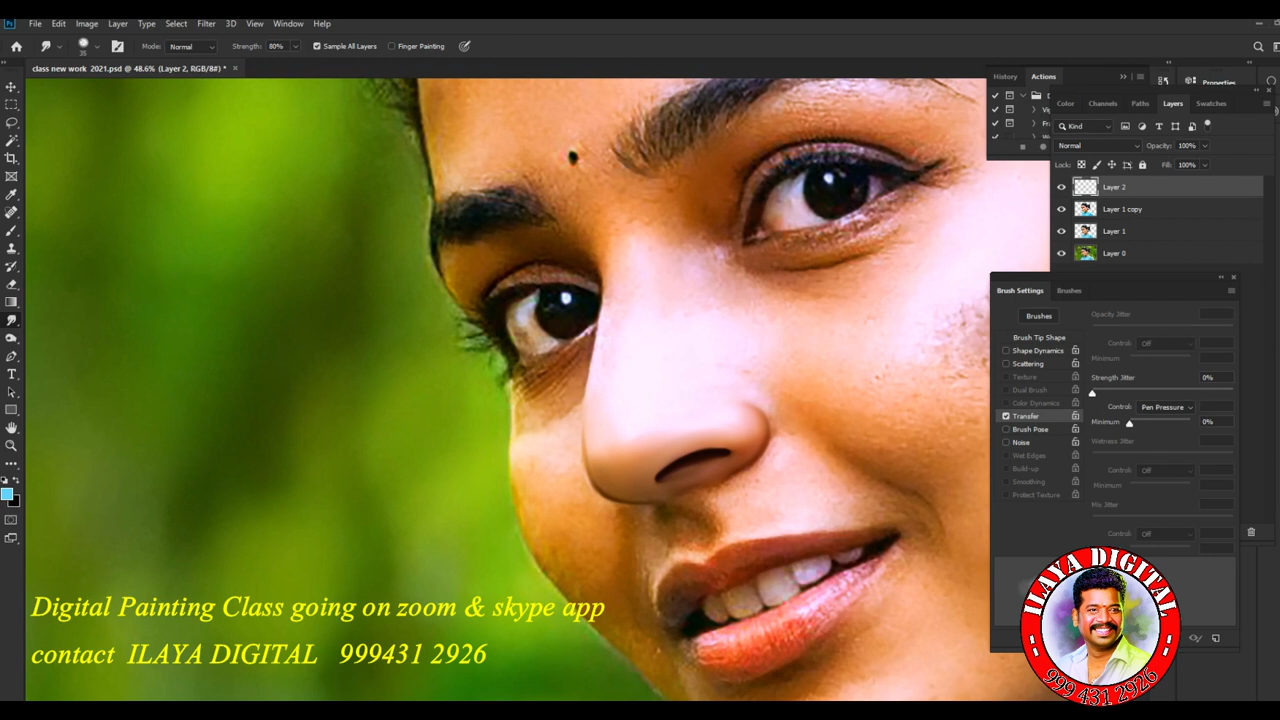 File Edit Image Layer Type Select Filter 3D View Window Help
35 Mode: Normal Strength: 80% Sample All Layers Finger Painting
class new work 2021.psd @ 48.6% (Layer 2, RGB/8#) * ×
History Actions
Properties
Color Channels Paths Layers Swatches
Kind
Normal Opacity: 100%
Lock: Fill: 100%
Layer 2
Layer 1 copy
Layer 1
Layer 0
Brush Settings Brushes
Brushes
Brush Tip Shape
Shape Dynamics
Scattering
Texture
Dual Brush
Color Dynamics
Transfer
Brush Pose
Noise
Wet Edges
Build-up
Smoothing
Protect Texture
Opacity Jitter
Control: Off
Minimum
Strength Jitter 0%
Control: Pen Pressure
Minimum 0%
Wetness Jitter
Control: Off
Minimum
Mix Jitter
Control: Off
Digital Painting Class going on zoom & skype app
contact ILAYA DIGITAL 999431 2926
ILAYA DIGITAL
999 431 2926